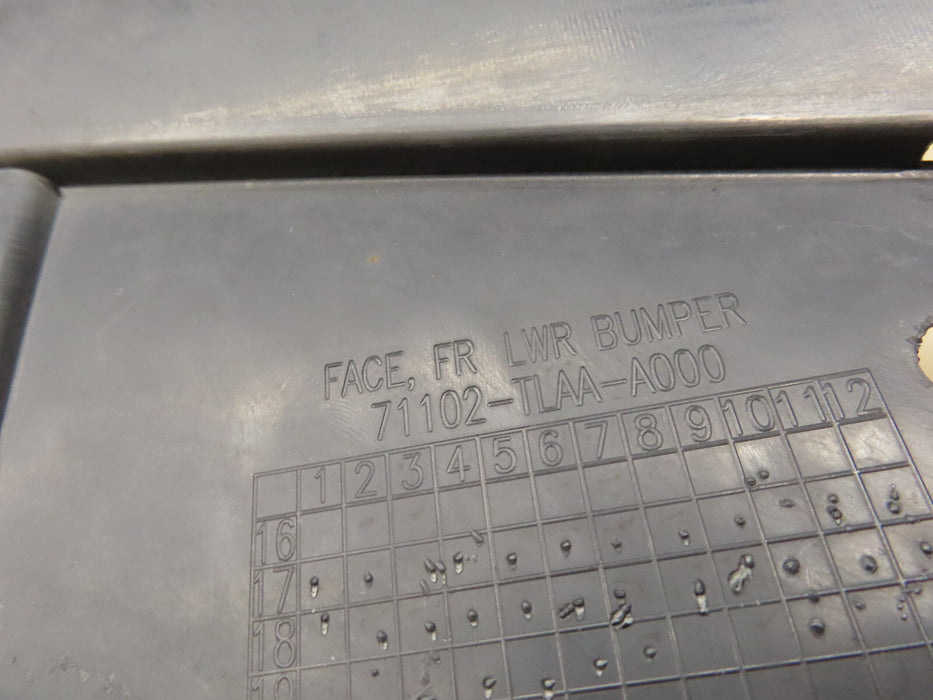 FACE, FR LWR BUMPER
71102-TLAA-A000
1 2 3 4 5 6 7 8 9 10 11 12
16
17
18